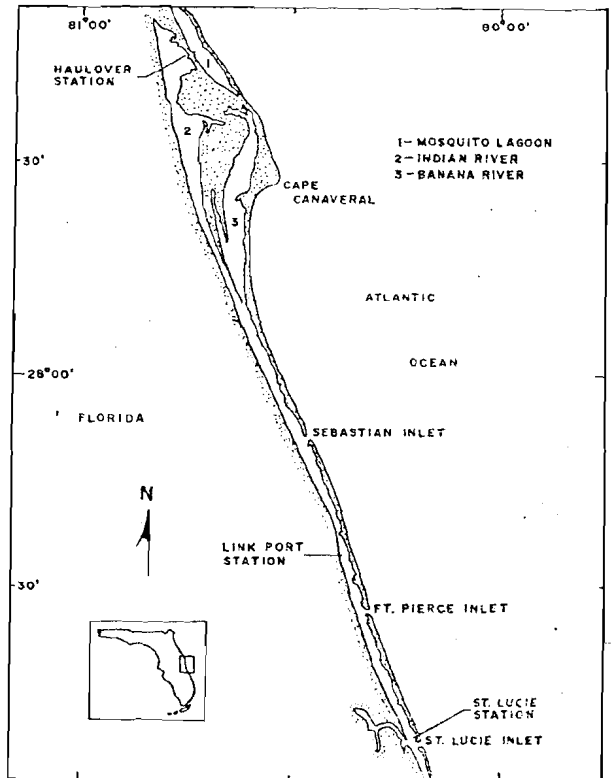 81°00'
80°00'
HAULOVER
STATION
1
1-MOSQUITO LAGOON
2-INDIAN RIVER
3-BANANA RIVER
2
30'
CAPE
CANAVERAL
3
ATLANTIC
OCEAN
28°00'
FLORIDA
SEBASTIAN INLET
N
LINK PORT
STATION
30'
FT. PIERCE INLET
ST. LUCIE
STATION
ST. LUCIE INLET